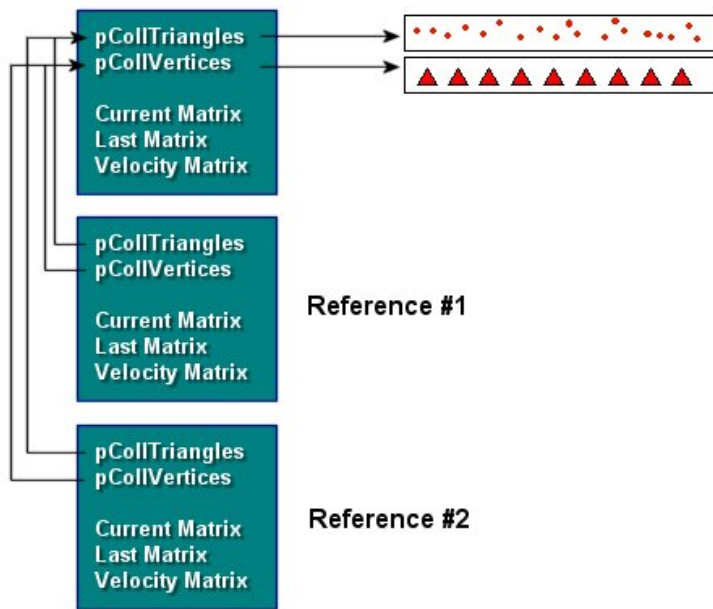 pCollTriangles
pCollVertices
Current Matrix
Last Matrix
Velocity Matrix
pCollTriangles
pCollVertices
Current Matrix
Last Matrix
Velocity Matrix
Reference #1
pCollTriangles
pCollVertices
Current Matrix
Last Matrix
Velocity Matrix
Reference #2